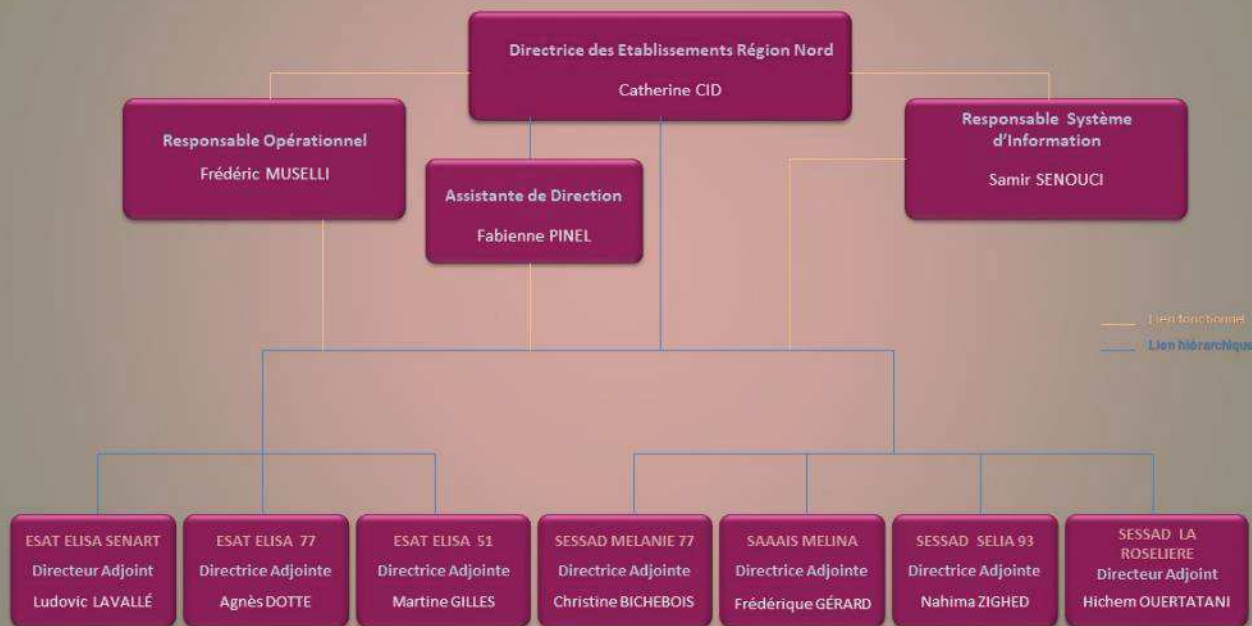 Directrice des Etablissements Région Nord
Catherine CID
Responsable Opérationnel
Frédéric MUSELLI
Assistante de Direction
Fabienne PINEL
Responsable Système
d'Information
Samir SENOUCI
Lien fonctionnel
Lien hiérarchique
ESAT ELISA SENART
Directeur Adjoint
Ludovic LAVALLÉ
ESAT ELISA 77
Directrice Adjointe
Agnès DOTTE
ESAT ELISA 51
Directrice Adjointe
Martine GILLES
SESSAD MELANIE 77
Directrice Adjointe
Christine BICHEBOIS
SAAAIS MELINA
Directrice Adjointe
Frédérique GÉRARD
SESSAD SELIA 93
Directrice Adjointe
Nahima ZIGHED
SESSAD LA
ROSELIERE
Directeur Adjoint
Hichem OUERTATANI